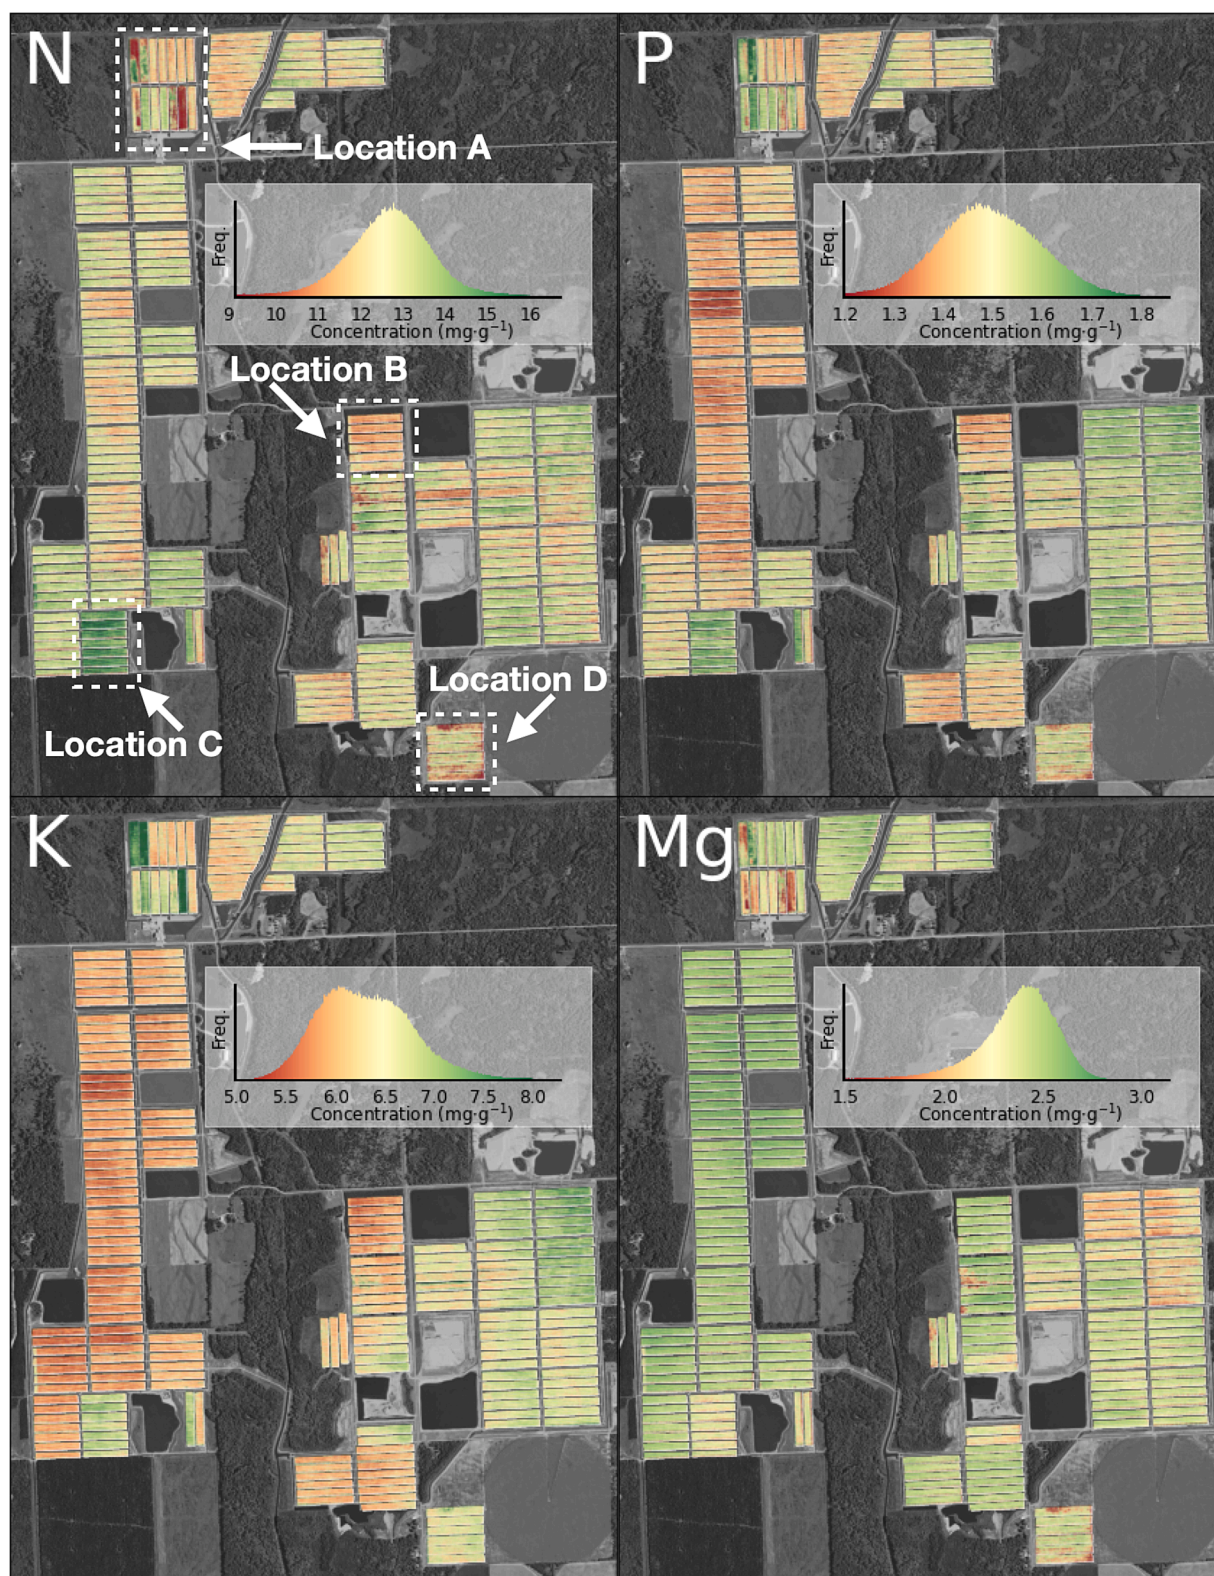 N
Location A
Freq.
9 10 11 12 13 14 15 16
Concentration (mg·g⁻¹)
Location B
Location C
Location D
P
Freq.
1.2 1.3 1.4 1.5 1.6 1.7 1.8
Concentration (mg·g⁻¹)
K
Freq.
5.0 5.5 6.0 6.5 7.0 7.5 8.0
Concentration (mg·g⁻¹)
Mg
Freq.
1.5 2.0 2.5 3.0
Concentration (mg·g⁻¹)